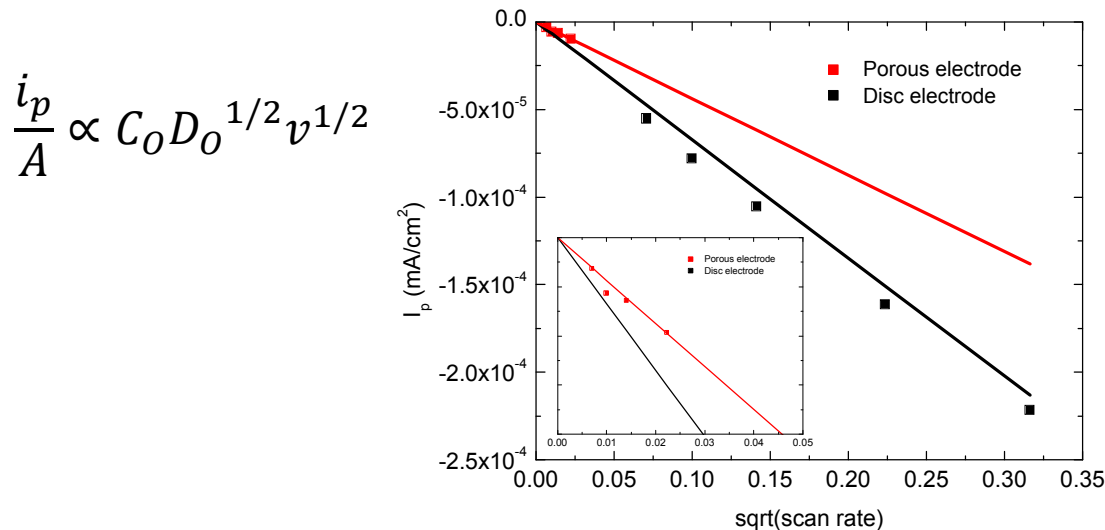 i_p/A ∝ C_O D_O^{1/2} v^{1/2}
0.0
-5.0x10^-5
-1.0x10^-4
-1.5x10^-4
-2.0x10^-4
-2.5x10^-4
I_p (mA/cm^2)
Porous electrode
Disc electrode
Porous electrode
Disc electrode
0.00 0.01 0.02 0.03 0.04 0.05
0.00 0.05 0.10 0.15 0.20 0.25 0.30 0.35
sqrt(scan rate)